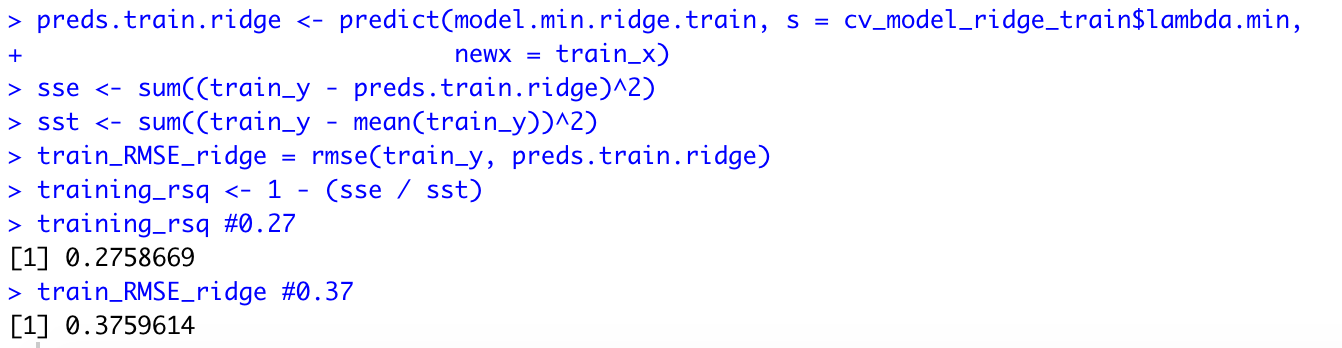 > preds.train.ridge <- predict(model.min.ridge.train, s = cv_model_ridge_train$lambda.min,
+                              newx = train_x)
> sse <- sum((train_y - preds.train.ridge)^2)
> sst <- sum((train_y - mean(train_y))^2)
> train_RMSE_ridge = rmse(train_y, preds.train.ridge)
> training_rsq <- 1 - (sse / sst)
> training_rsq #0.27
[1] 0.2758669
> train_RMSE_ridge #0.37
[1] 0.3759614